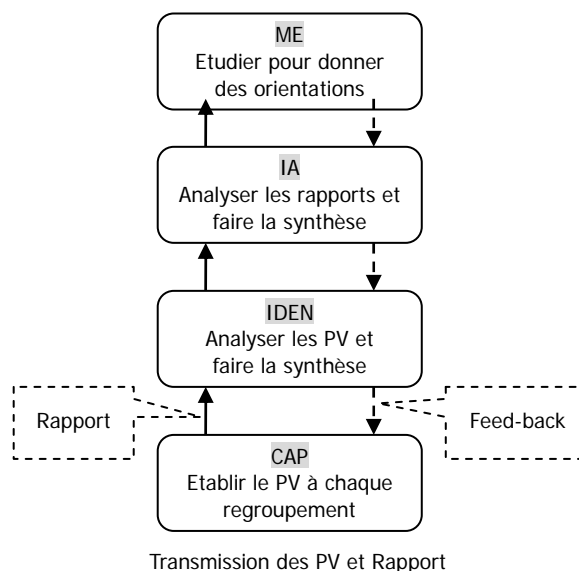 ME
Etudier pour donner
des orientations
IA
Analyser les rapports et
faire la synthèse
IDEN
Analyser les PV et
faire la synthèse
Rapport
Feed-back
CAP
Etablir le PV à chaque
regroupement
Transmission des PV et Rapport